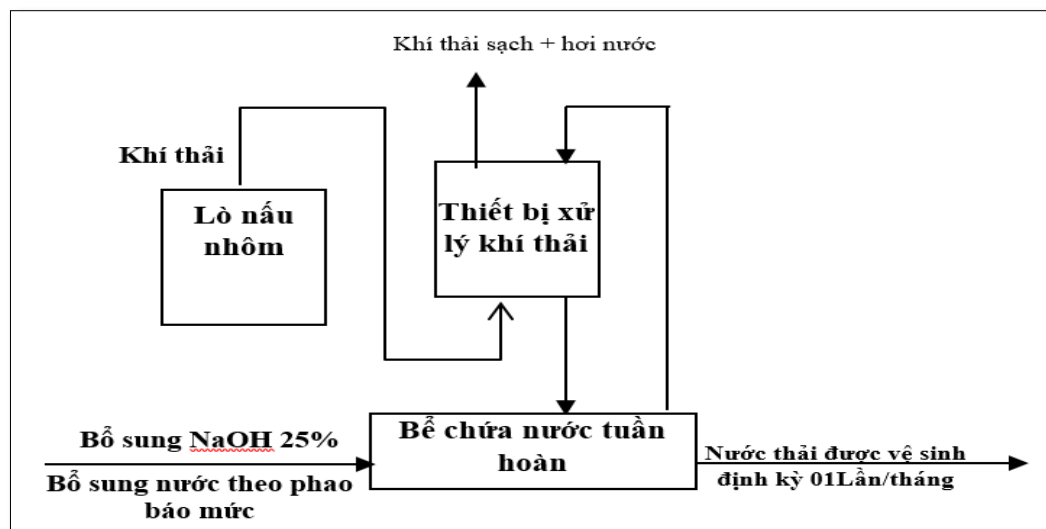 Khí thải sạch + hơi nước
Khí thải
Lò nấu
nhôm
Thiết bị xử
lý khí thải
Bổ sung NaOH 25%
Bổ sung nước theo phao
báo mức
Bể chứa nước tuần
hoàn
Nước thải được vệ sinh
định kỳ 01Lần/tháng